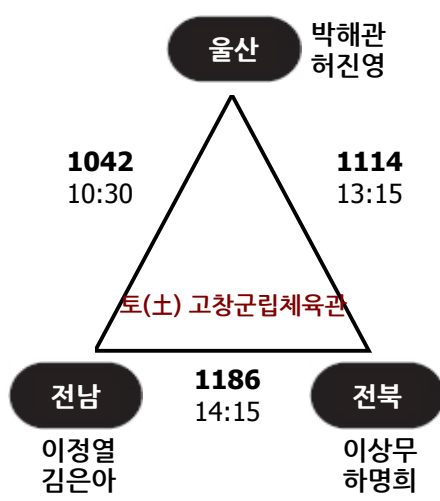 울산
박해관
허진영
1042
10:30
1114
13:15
토(土) 고창군립체육관
전남
1186
14:15
전북
이정열
김은아
이상무
하명희